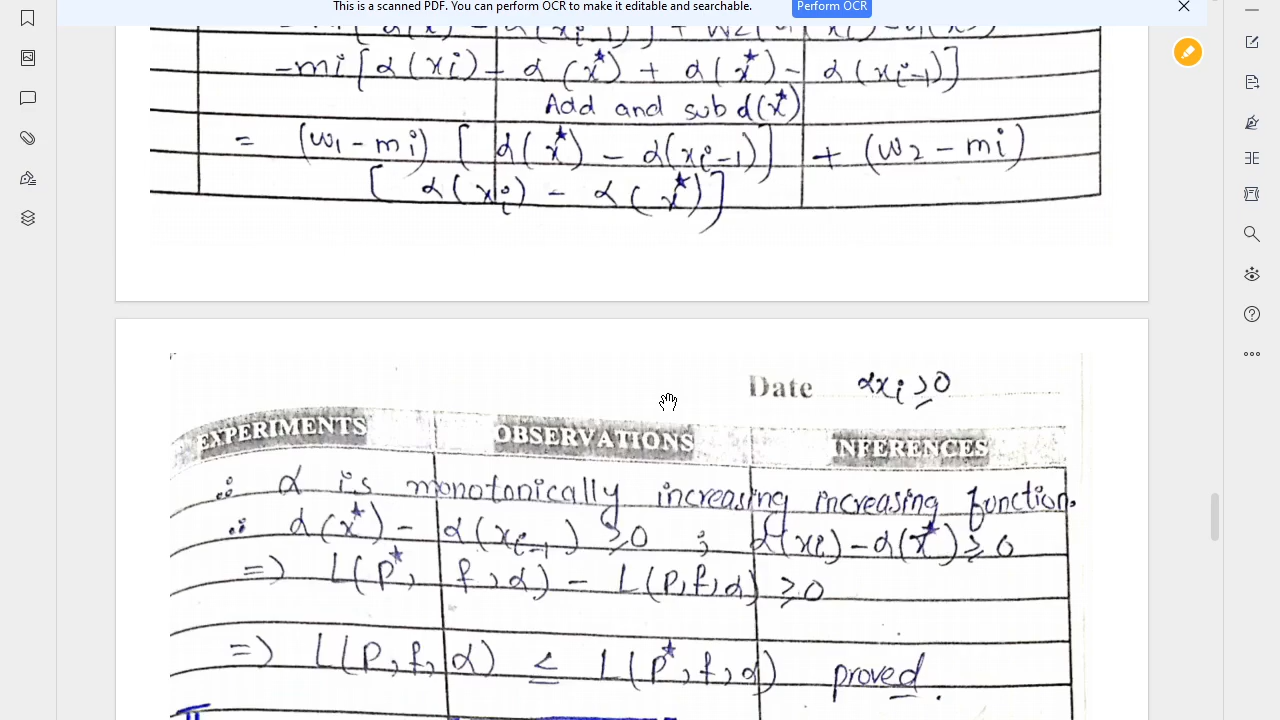 This is a scanned PDF. You can perform OCR to make it editable and searchable. Perform OCR
-mi[α(xi) - α(x*) + α(x*) - α(xi-1)]
Add and sub α(x*)
= (w1 - mi) [α(x*) - α(xi-1)] + (w2 - mi)
[α(xi) - α(x*)]
Date αxi ≥ 0
EXPERIMENTS OBSERVATIONS INFERENCES
∵ α is monotonically increasing increasing function.
∴ α(x*) - α(xi-1) ≥ 0 ; α(xi) - α(x*) ≥ 0
=) L(p*, f, α) - L(p, f, α) ≥ 0
=) L(p, f, α) ≤ L(p*, f, α) proved.